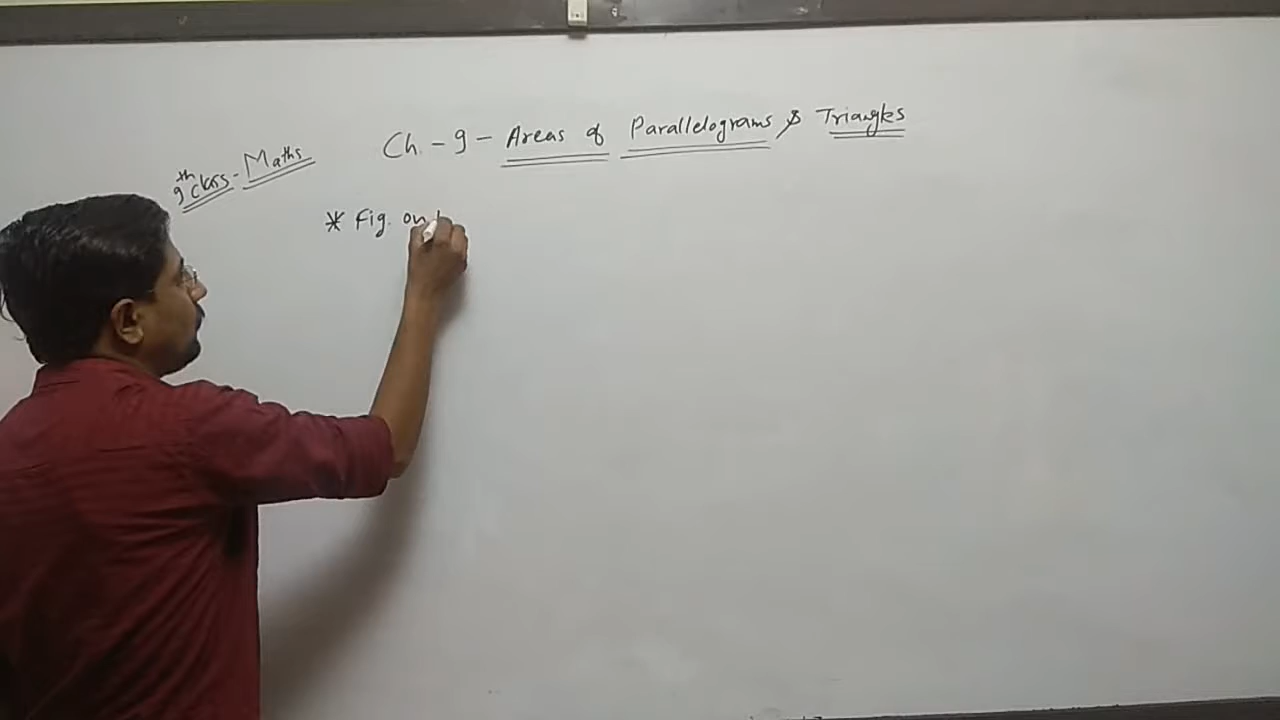 9th Class - Maths
Ch. - 9 - Areas of Parallelograms & Triangles
* Fig. on